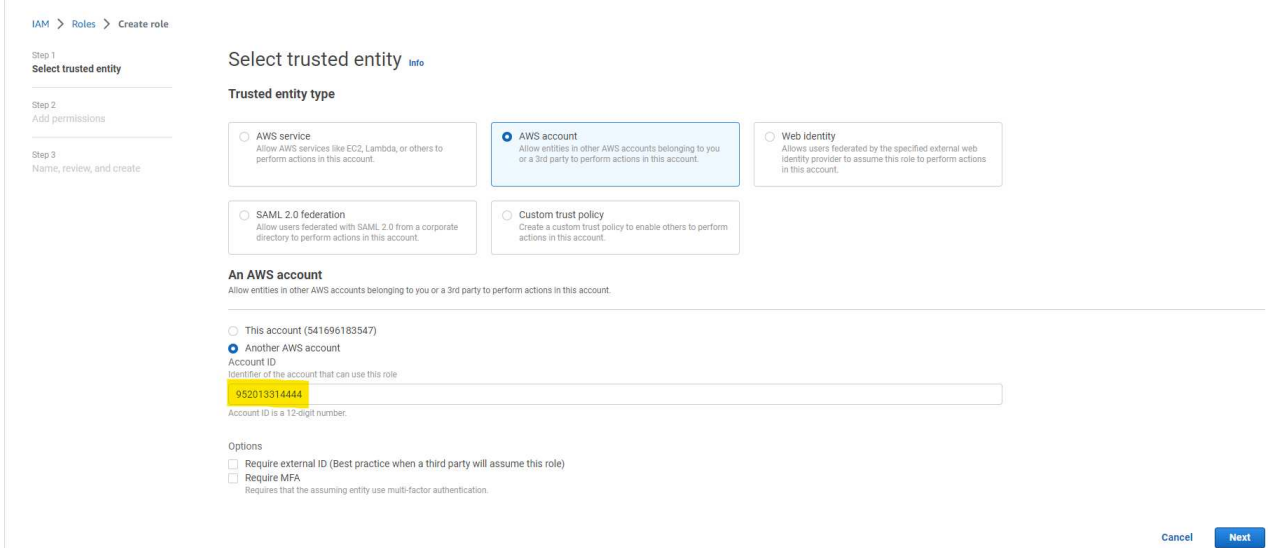 IAM > Roles > Create role
Step 1
Select trusted entity
Step 2
Add permissions
Step 3
Name, review, and create
Select trusted entity Info
Trusted entity type
AWS service
Allow AWS services like EC2, Lambda, or others to
perform actions in this account.
AWS account
Allow entities in other AWS accounts belonging to you
or a 3rd party to perform actions in this account.
Web identity
Allows users federated by the specified external web
identity provider to assume this role to perform actions
in this account.
SAML 2.0 federation
Allow users federated with SAML 2.0 from a corporate
directory to perform actions in this account.
Custom trust policy
Create a custom trust policy to enable others to perform
actions in this account.
An AWS account
Allow entities in other AWS accounts belonging to you or a 3rd party to perform actions in this account.
This account (541696183547)
Another AWS account
Account ID
Identifier of the account that can use this role
952013314444
Account ID is a 12-digit number.
Options
Require external ID (Best practice when a third party will assume this role)
Require MFA
Requires that the assuming entity use multi-factor authentication.
Cancel Next